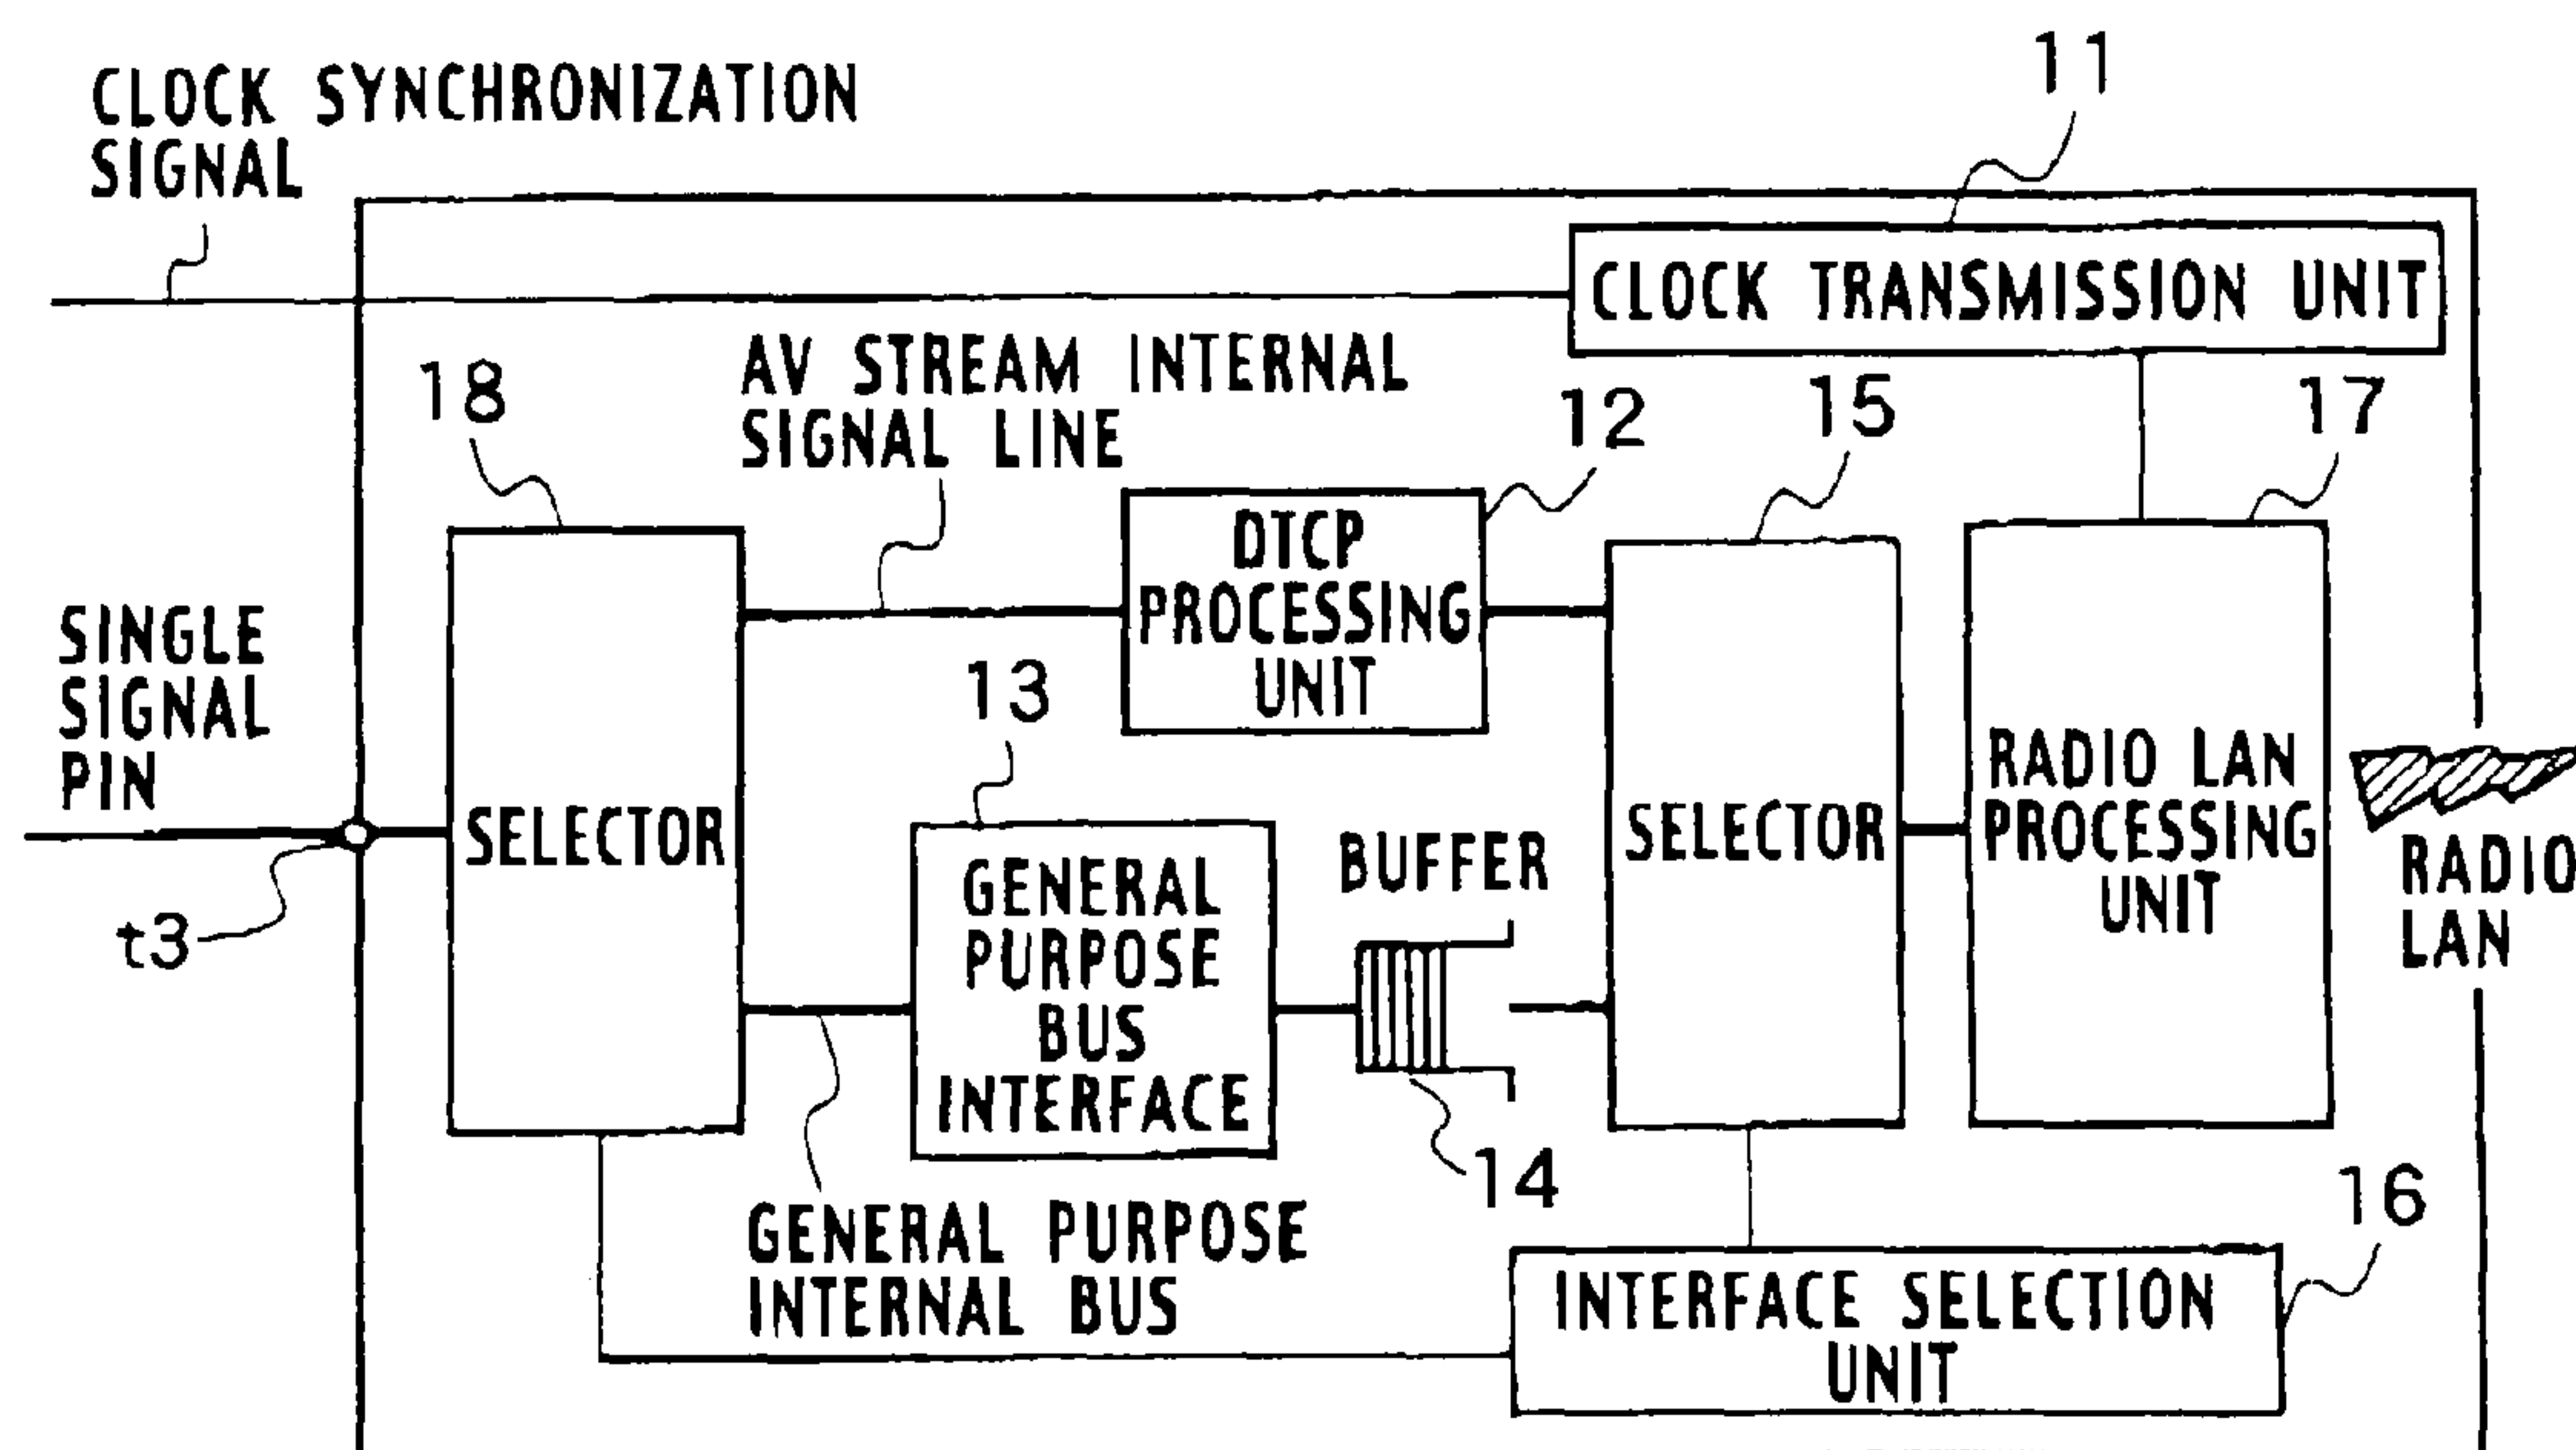 11
CLOCK SYNCHRONIZATION
SIGNAL
CLOCK TRANSMISSION UNIT
18
AV STREAM INTERNAL
SIGNAL LINE
12
15
17
DTCP
PROCESSING
UNIT
SINGLE
SIGNAL
PIN
13
SELECTOR
GENERAL
PURPOSE
BUS
INTERFACE
BUFFER
SELECTOR
RADIO LAN
PROCESSING
UNIT
RADIO
LAN
t3
14
GENERAL PURPOSE
INTERNAL BUS
16
INTERFACE SELECTION
UNIT